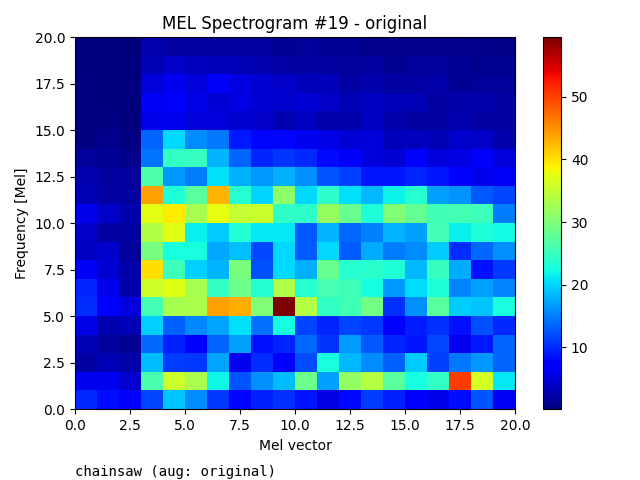 MEL Spectrogram #19 - original
20.0
17.5
15.0
12.5
10.0
7.5
5.0
2.5
0.0
Frequency [Mel]
0.0 2.5 5.0 7.5 10.0 12.5 15.0 17.5 20.0
Mel vector
50
40
30
20
10
chainsaw (aug: original)